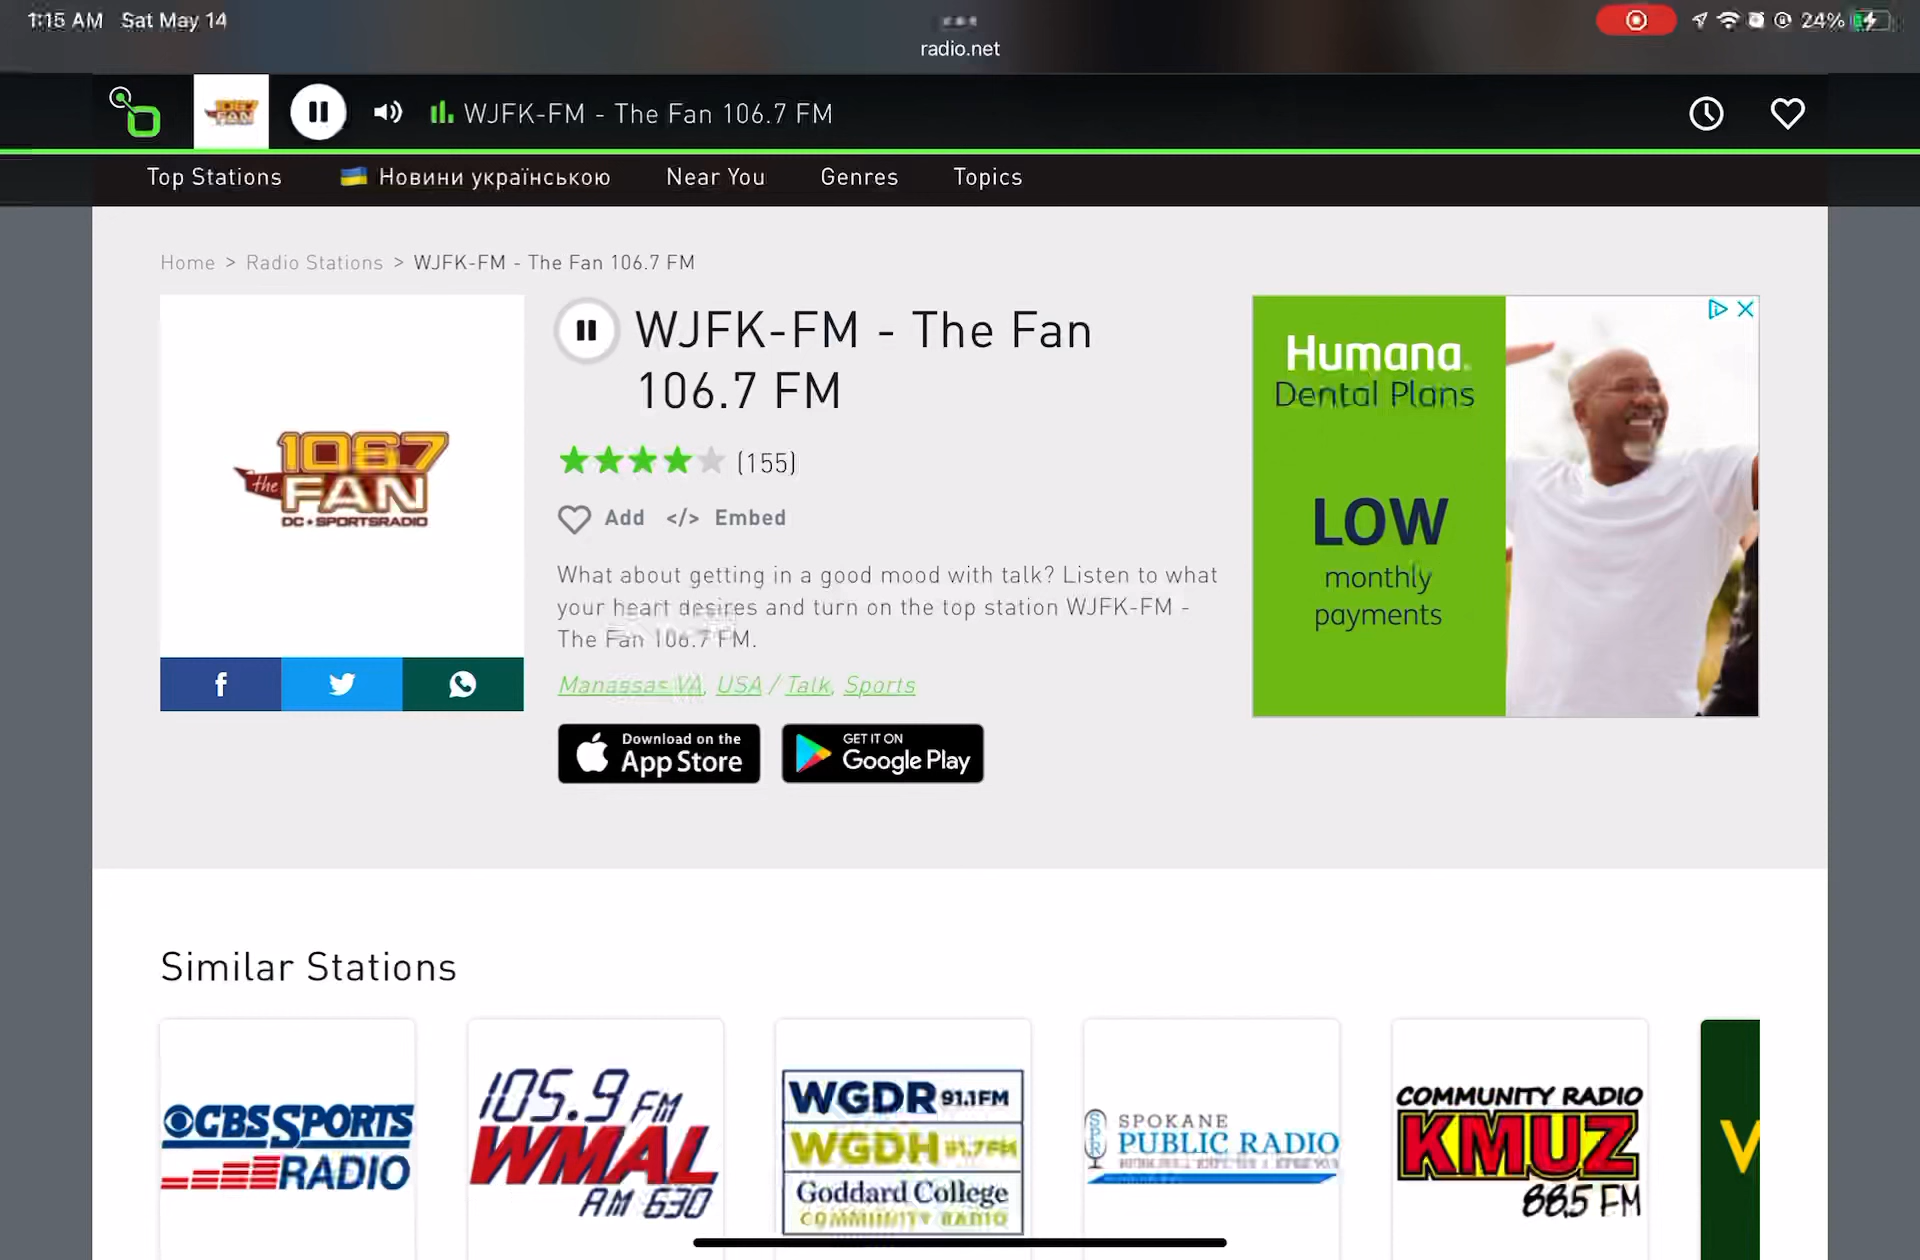 1:15 AM Sat May 14
24%
radio.net
WJFK-FM - The Fan 106.7 FM
Top Stations
Новини українською
Near You
Genres
Topics
Home > Radio Stations > WJFK-FM - The Fan 106.7 FM
106.7
the FAN
DC • SPORTSRADIO
WJFK-FM - The Fan
106.7 FM
(155)
Add </> Embed
What about getting in a good mood with talk? Listen to what
your heart desires and turn on the top station WJFK-FM -
The Fan 106.7 FM.
Manassas VA, USA / Talk, Sports
Download on the
App Store
GET IT ON
Google Play
Humana
Dental Plans
LOW
monthly
payments
Similar Stations
CBS SPORTS
RADIO
105.9 FM
WMAL
AM 630
WGDR 91.1FM
WGDH 91.7FM
Goddard College
COMMUNITY RADIO
SPR
SPOKANE
PUBLIC RADIO
COMMUNITY RADIO
KMUZ
88.5 FM